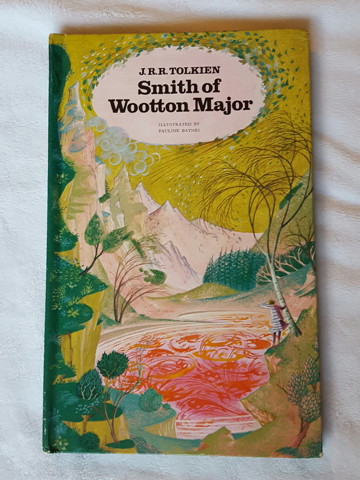 J.R.R. TOLKIEN
Smith of
Wootton Major
ILLUSTRATED BY
PAULINE BAYNES